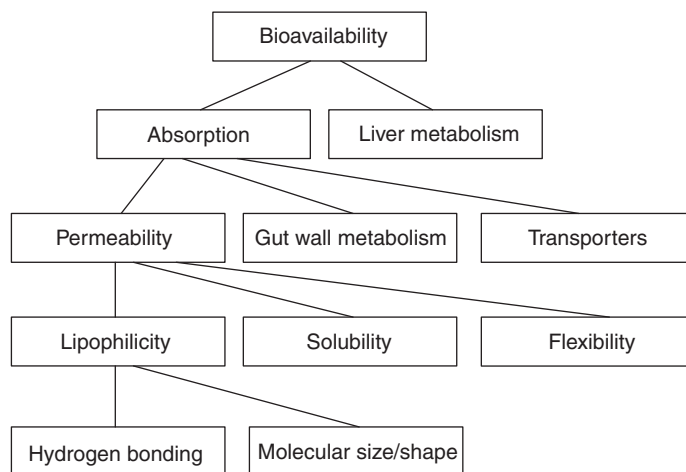 Bioavailability
Absorption
Liver metabolism
Permeability
Gut wall metabolism
Transporters
Lipophilicity
Solubility
Flexibility
Hydrogen bonding
Molecular size/shape